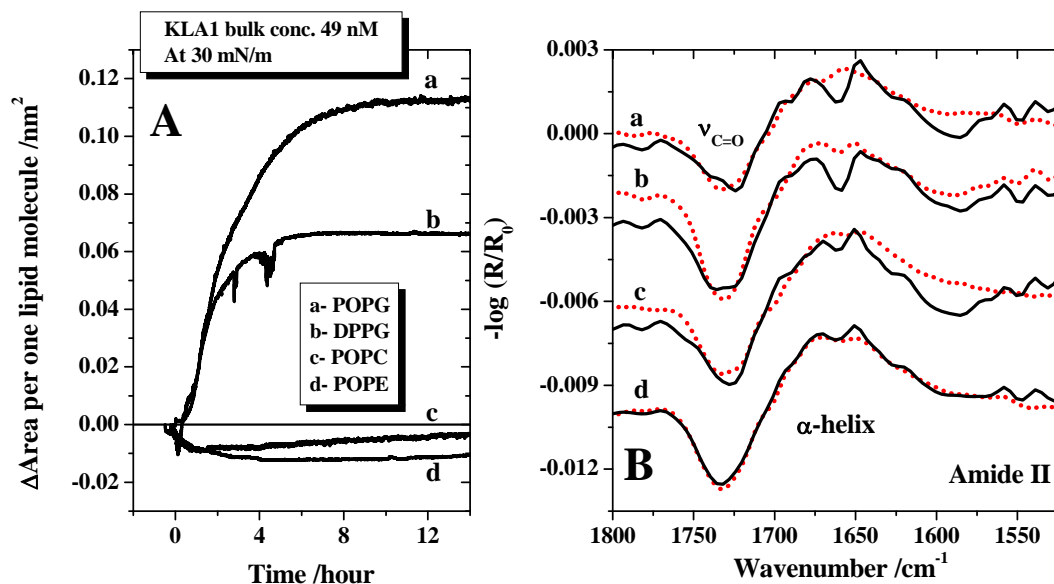 KLA1 bulk conc. 49 nM
At 30 mN/m
A
a
b
c
d
a- POPG
b- DPPG
c- POPC
d- POPE
0.12
0.10
0.08
0.06
0.04
0.02
0.00
-0.02
ΔArea per one lipid molecule /nm²
0 4 8 12
Time /hour
0.003
0.000
-0.003
-0.006
-0.009
-0.012
-log (R/R₀)
a
b
c
d
νC=O
α-helix
B
Amide II
1800 1750 1700 1650 1600 1550
Wavenumber /cm⁻¹